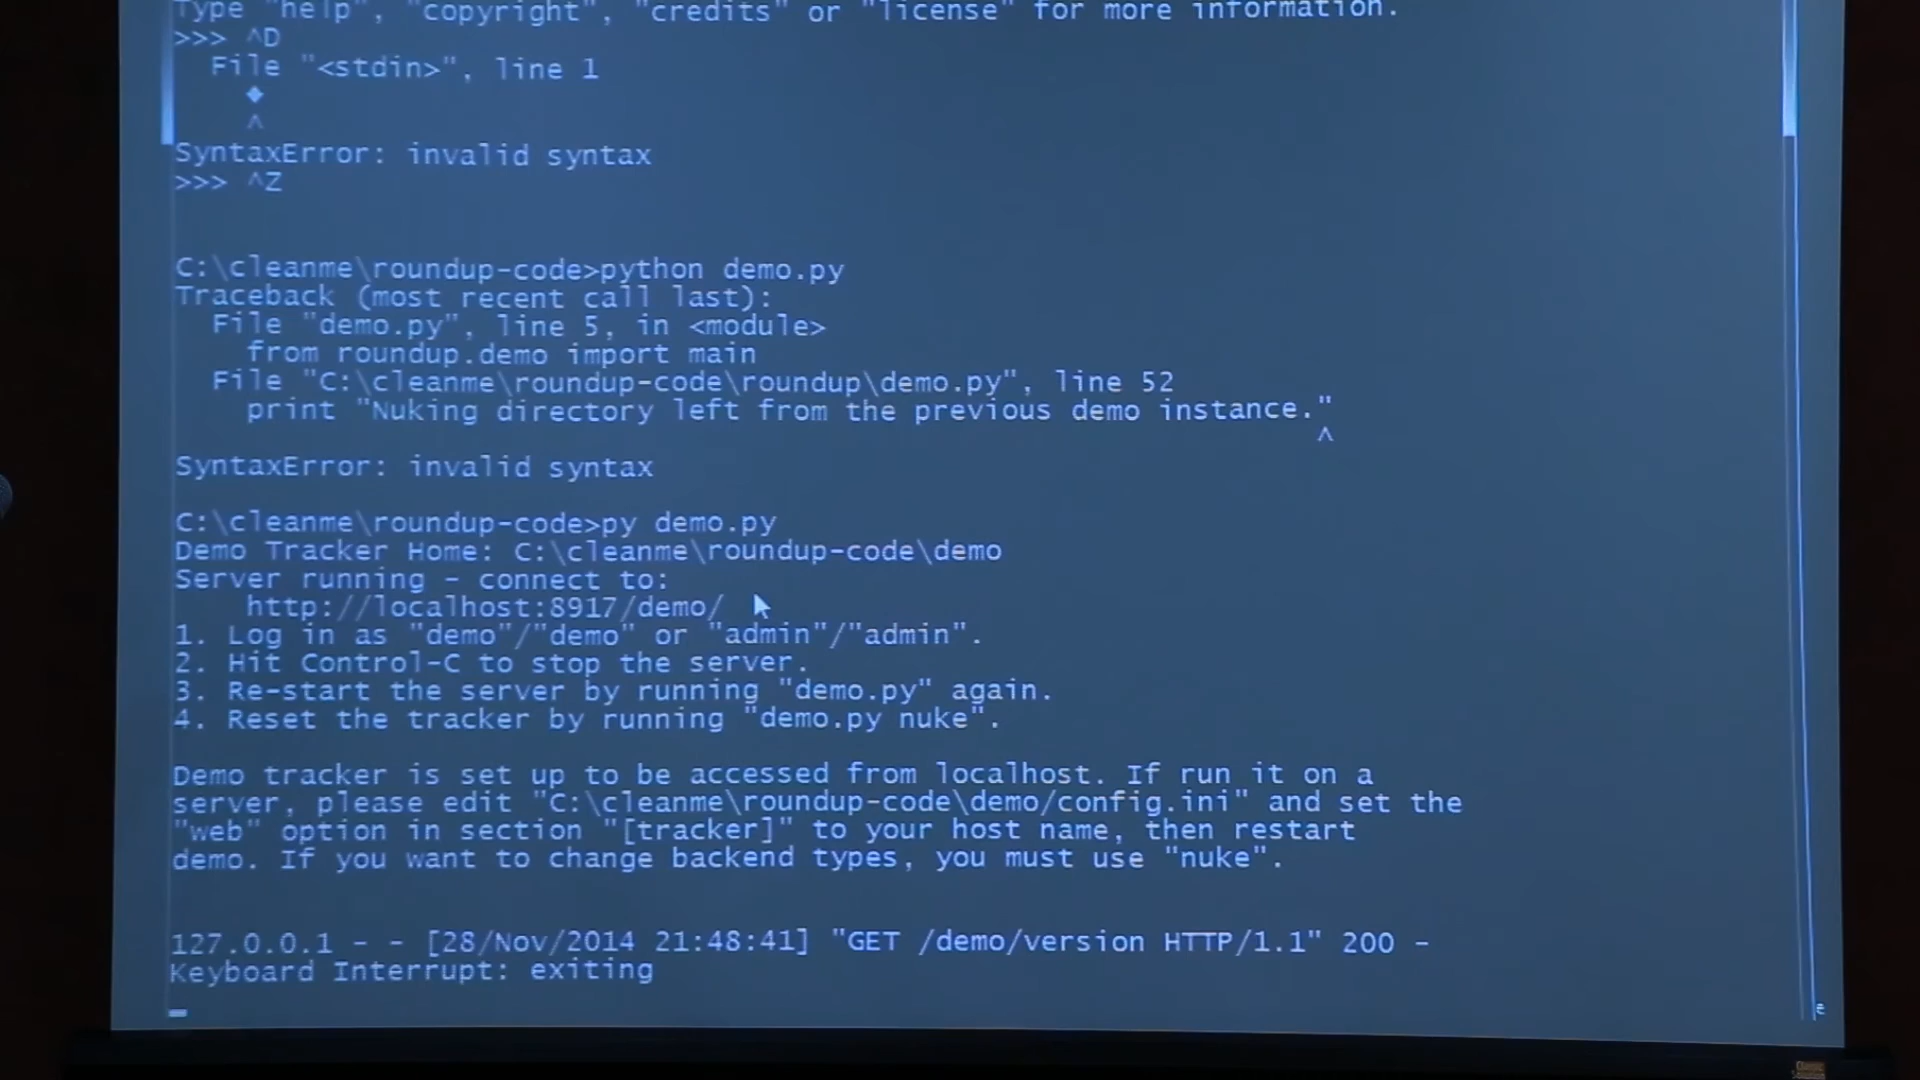 Type "help", "copyright", "credits" or "license" for more information.
>>> ^D
  File "<stdin>", line 1
    ◆
    ^
SyntaxError: invalid syntax
>>> ^Z
C:\cleanme\roundup-code>python demo.py
Traceback (most recent call last):
  File "demo.py", line 5, in <module>
    from roundup.demo import main
  File "C:\cleanme\roundup-code\roundup\demo.py", line 52
    print "Nuking directory left from the previous demo instance."
                                                                ^
SyntaxError: invalid syntax
C:\cleanme\roundup-code>py demo.py
Demo Tracker Home: C:\cleanme\roundup-code\demo
Server running - connect to:
    http://localhost:8917/demo/
1. Log in as "demo"/"demo" or "admin"/"admin".
2. Hit Control-C to stop the server.
3. Re-start the server by running "demo.py" again.
4. Reset the tracker by running "demo.py nuke".
Demo tracker is set up to be accessed from localhost. If run it on a
server, please edit "C:\cleanme\roundup-code\demo/config.ini" and set the
"web" option in section "[tracker]" to your host name, then restart
demo. If you want to change backend types, you must use "nuke".
127.0.0.1 - - [28/Nov/2014 21:48:41] "GET /demo/version HTTP/1.1" 200 -
Keyboard Interrupt: exiting